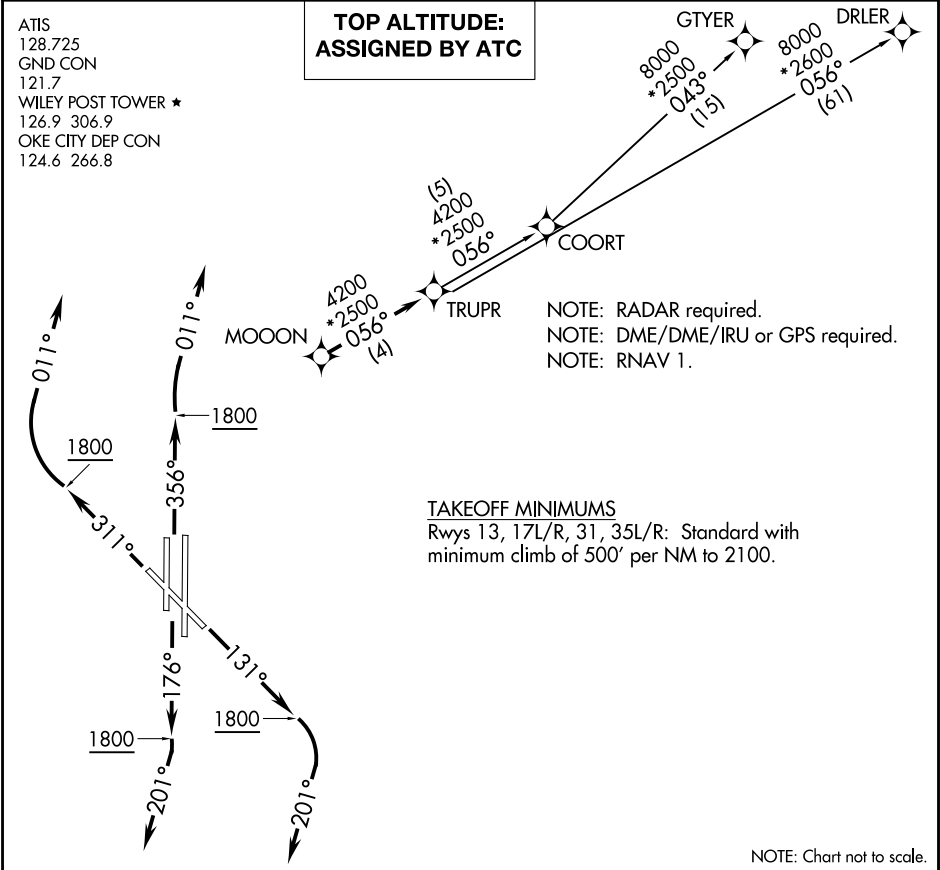 ATIS
128.725
GND CON
121.7
WILEY POST TOWER ★
126.9 306.9
OKE CITY DEP CON
124.6 266.8
TOP ALTITUDE:
ASSIGNED BY ATC
GTYER
DRLER
8000
*2500
043°
(15)
8000
*2600
056°
(61)
(5)
4200
*2500
056°
COORT
4200
*2500
056°
(4)
MOOON
TRUPR
NOTE: RADAR required.
NOTE: DME/DME/IRU or GPS required.
NOTE: RNAV 1.
011°
011°
1800
1800
356°
311°
TAKEOFF MINIMUMS
Rwys 13, 17L/R, 31, 35L/R: Standard with
minimum climb of 500' per NM to 2100.
176°
131°
1800
1800
201°
201°
NOTE: Chart not to scale.